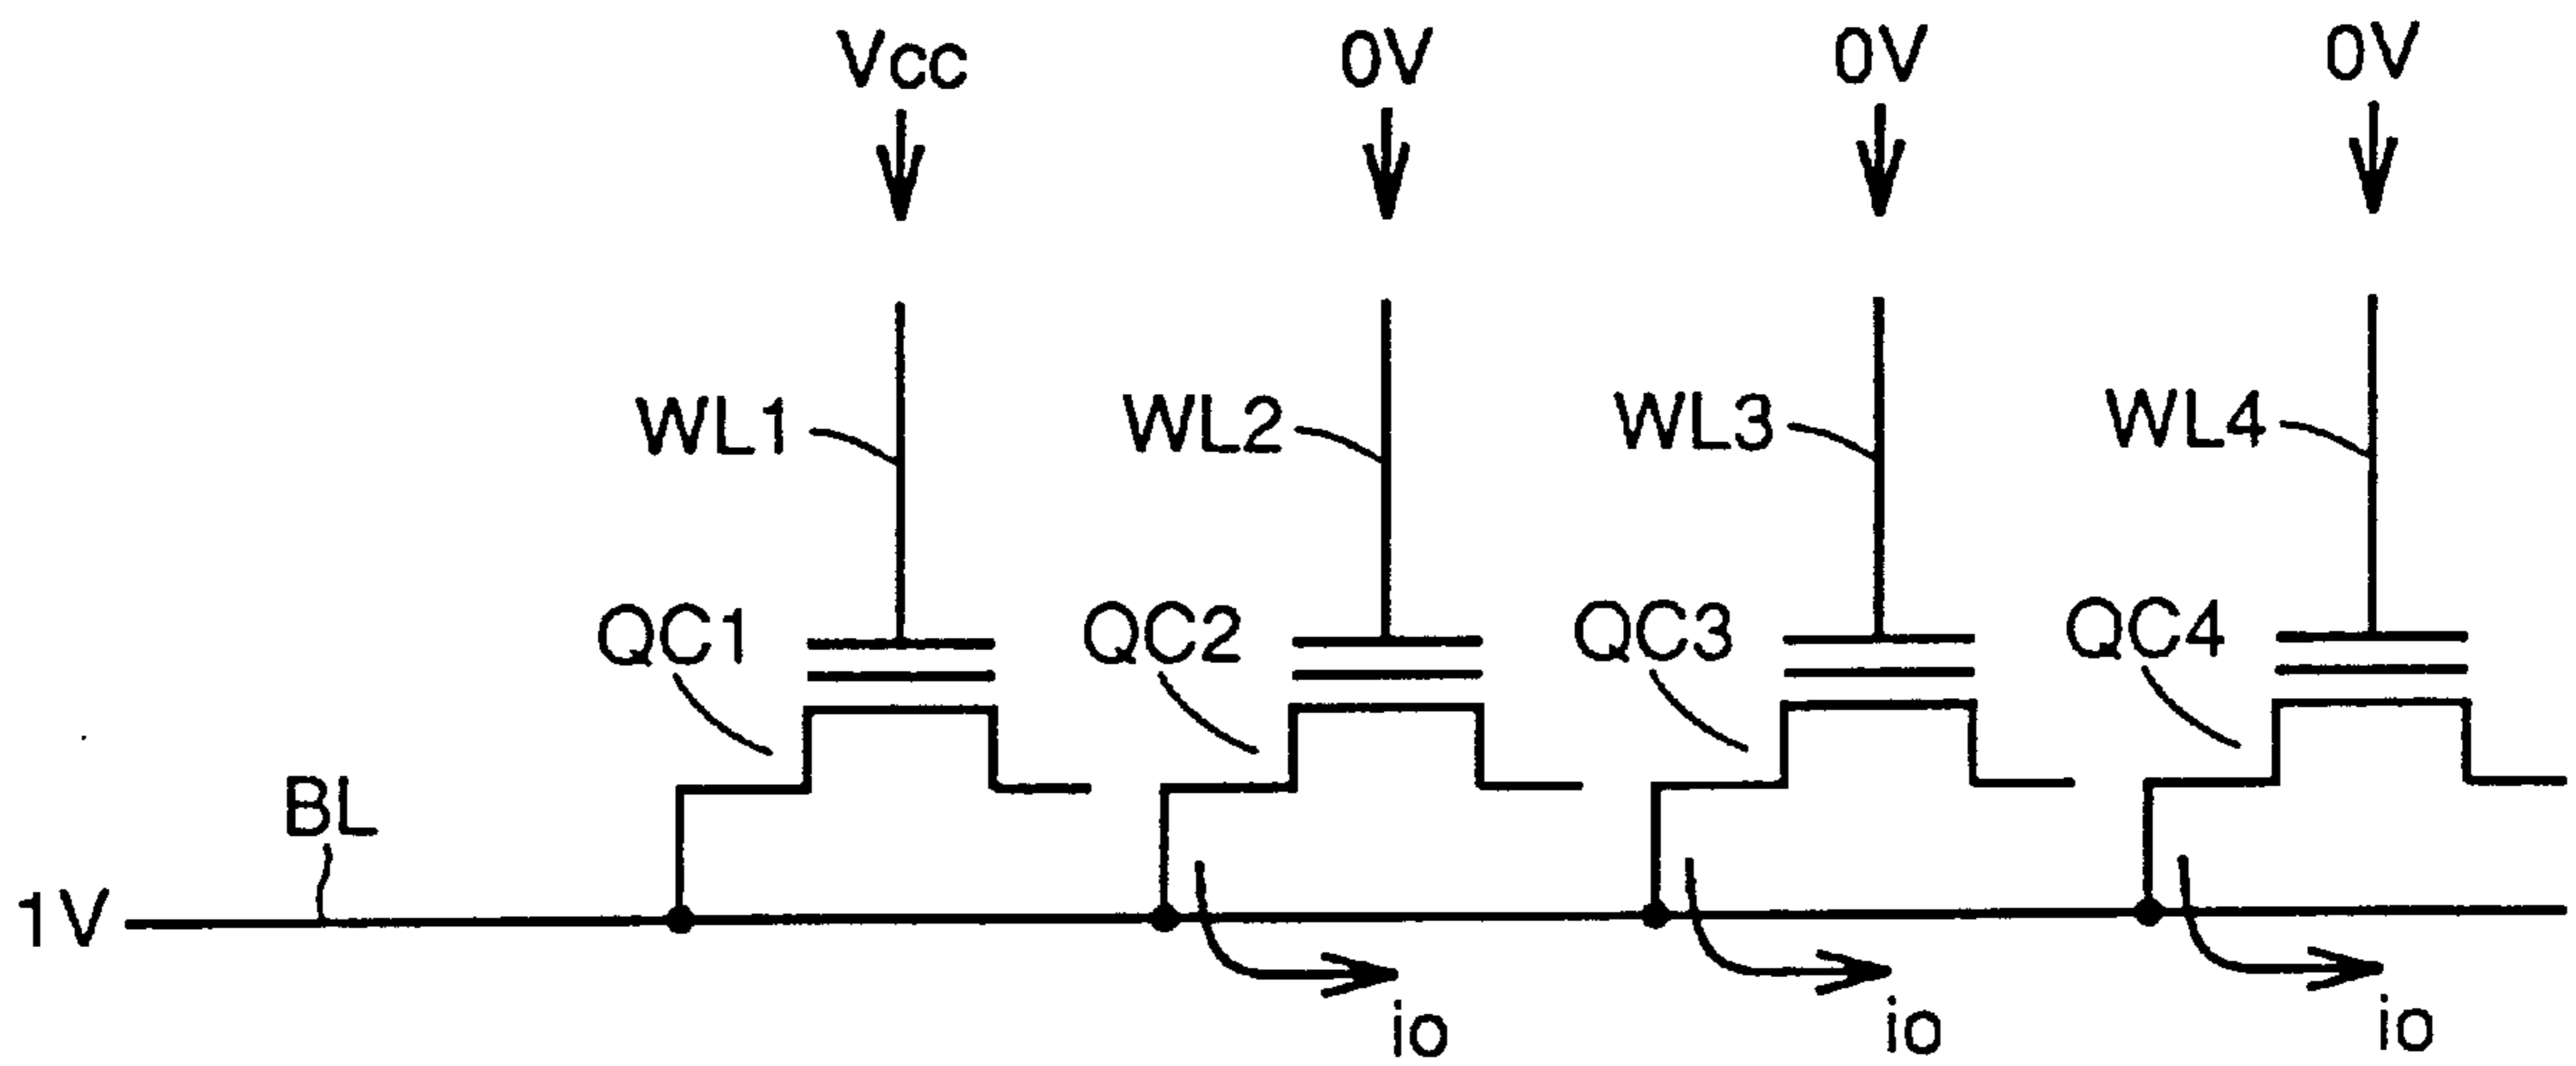 Vcc 0V 0V 0V
WL1 WL2 WL3 WL4
QC1 QC2 QC3 QC4
BL
1V
io io io